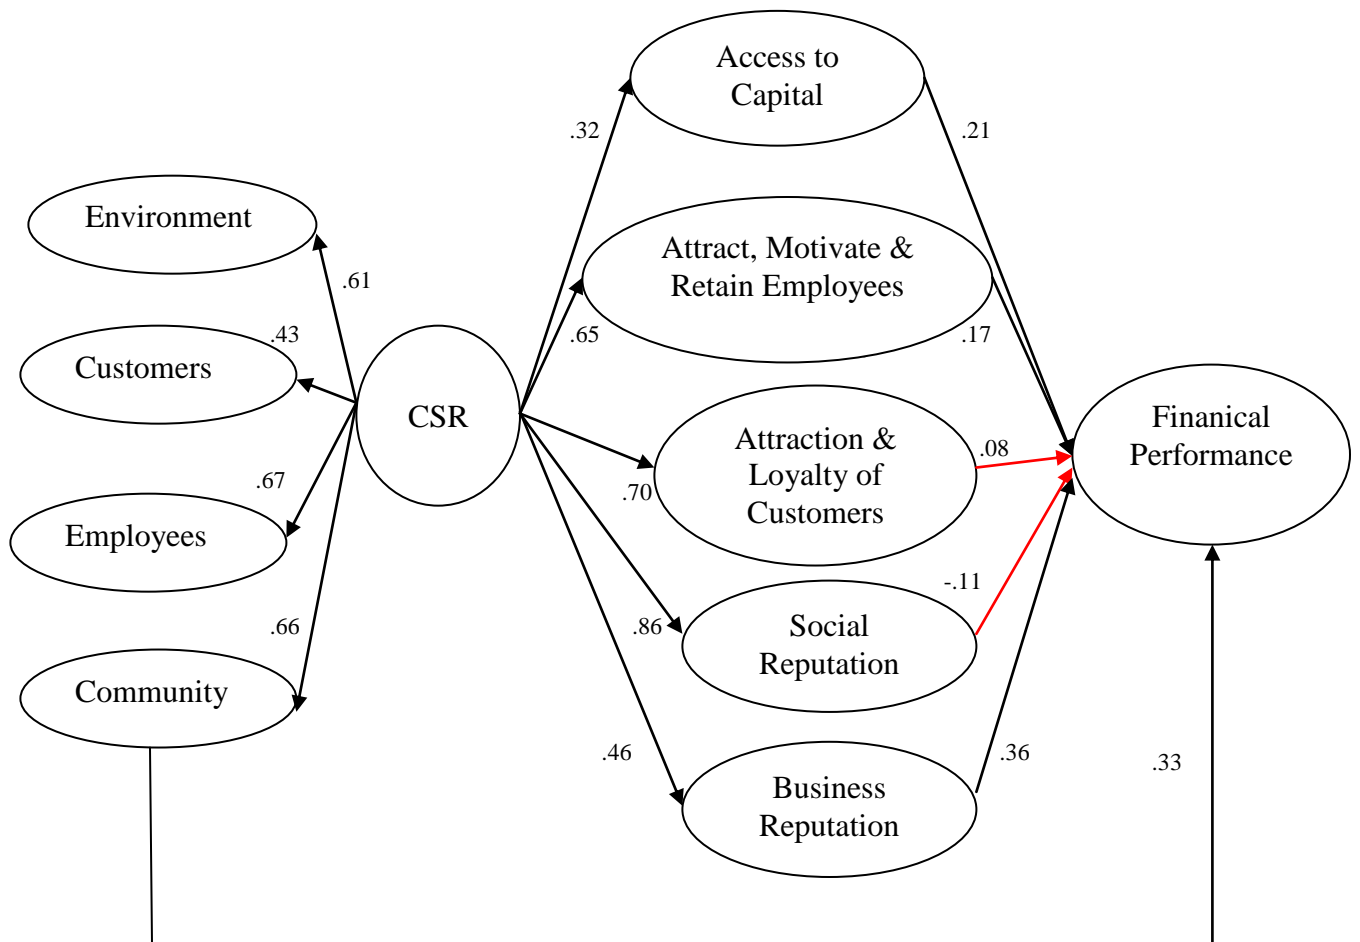 Access to
Capital
.32
.21
Environment
Attract, Motivate &
Retain Employees
.61
.65
.17
.43
Customers
CSR
Attraction &
Loyalty of
Customers
.08
Finanical
Performance
.67
.70
Employees
-.11
.66
.86
Social
Reputation
Community
.46
.36
.33
Business
Reputation